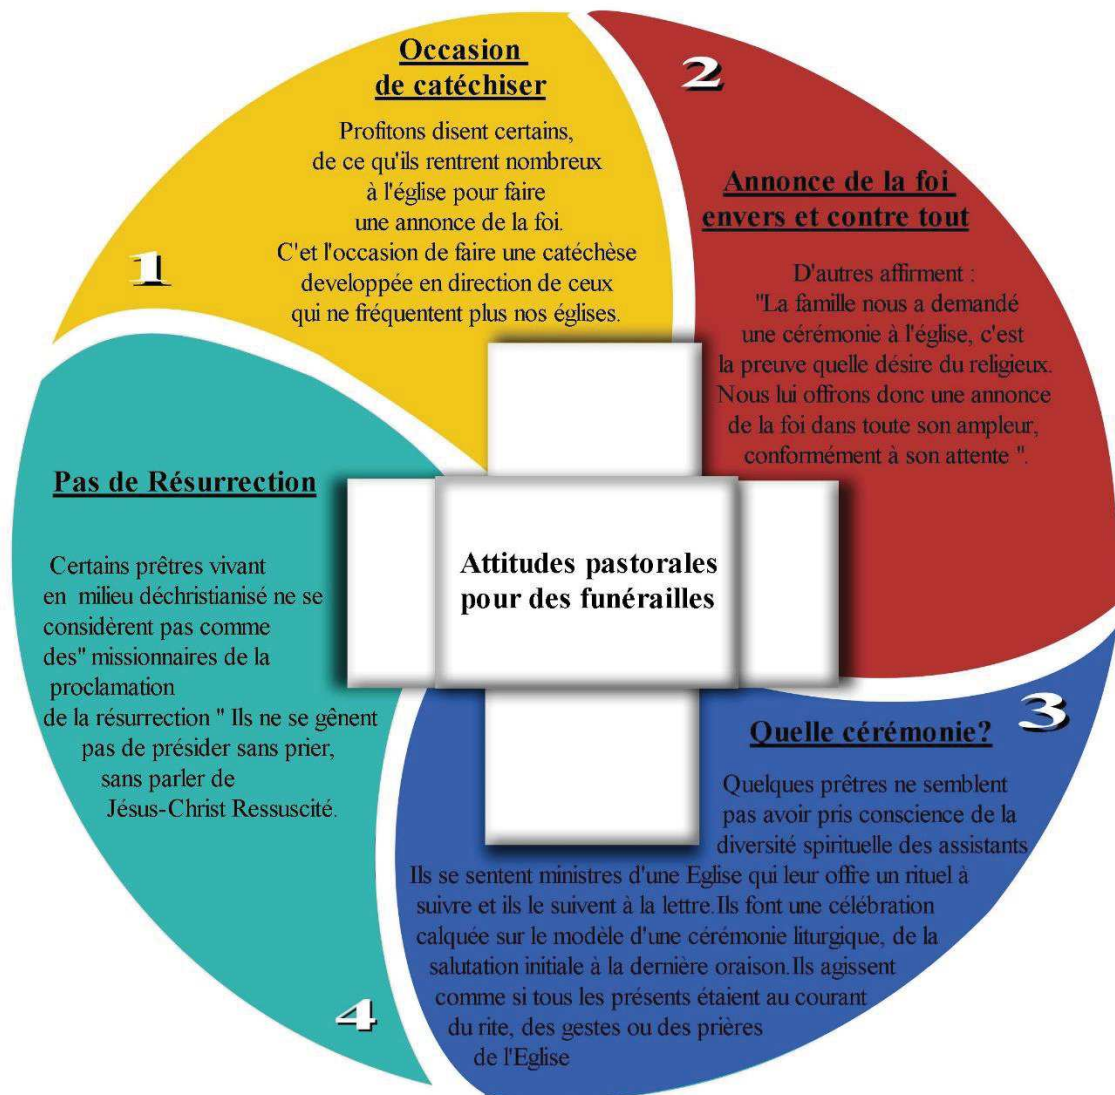 Occasion
de catéchiser
Profitons disent certains,
de ce qu'ils rentrent nombreux
à l'église pour faire
une annonce de la foi.
C'et l'occasion de faire une catéchèse
developpée en direction de ceux
qui ne fréquentent plus nos églises.
1
2
Annonce de la foi
envers et contre tout
D'autres affirment :
"La famille nous a demandé
une cérémonie à l'église, c'est
la preuve quelle désire du religieux.
Nous lui offrons donc une annonce
de la foi dans toute son ampleur,
conformément à son attente ".
Attitudes pastorales
pour des funérailles
3
Quelle cérémonie?
Quelques prêtres ne semblent
pas avoir pris conscience de la
diversité spirituelle des assistants
Ils se sentent ministres d'une Eglise qui leur offre un rituel à
suivre et ils le suivent à la lettre.Ils font une célébration
calquée sur le modèle d'une cérémonie liturgique, de la
salutation initiale à la dernière oraison.Ils agissent
comme si tous les présents étaient au courant
du rite, des gestes ou des prières
de l'Eglise
Pas de Résurrection
Certains prêtres vivant
en milieu déchristianisé ne se
considèrent pas comme
des" missionnaires de la
proclamation
de la résurrection " Ils ne se gênent
pas de présider sans prier,
sans parler de
Jésus-Christ Ressuscité.
4